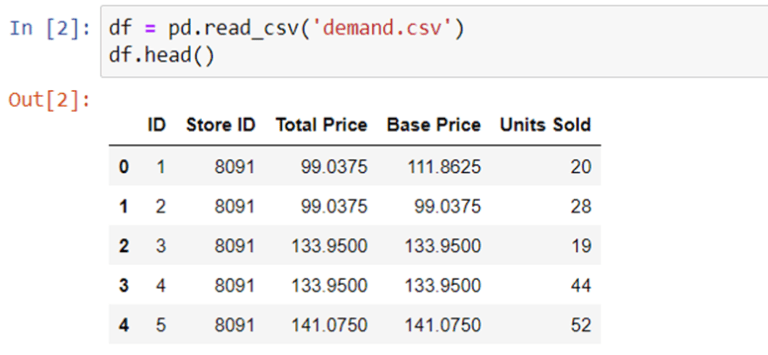 In [2]: df = pd.read_csv('demand.csv')
df.head()
Out[2]:
ID Store ID Total Price Base Price Units Sold
0 1 8091 99.0375 111.8625 20
1 2 8091 99.0375 99.0375 28
2 3 8091 133.9500 133.9500 19
3 4 8091 133.9500 133.9500 44
4 5 8091 141.0750 141.0750 52